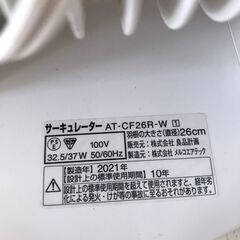 サーキュレーター AT-CF26R-W 1
羽根の大きさ(直径)26cm
100V
32.5/37W 50/60Hz
販売元：株式会社 良品計画
製造元：株式会社 メルコエアテック
【製造年】2021年
【設計上の標準使用期間】10年
設計上の標準使用期間を超えて使用されますと、経年劣化による発火・けが等の事故に至るおそれがあります。